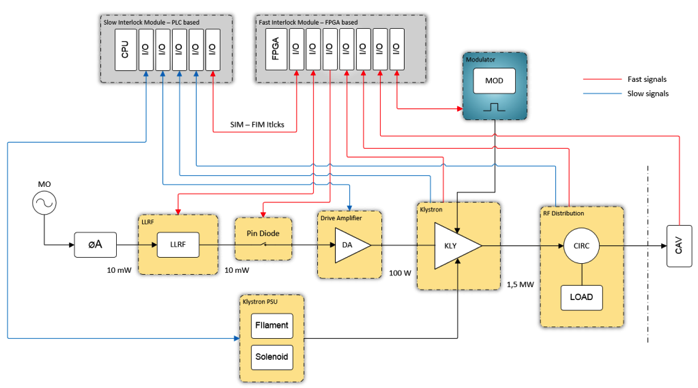 Slow Interlock Module – PLC based
Fast Interlock Module – FPGA based
CPU
I/O
I/O
I/O
I/O
I/O
FPGA
I/O
I/O
I/O
I/O
I/O
I/O
I/O
Modulator
MOD
Fast signals
Slow signals
SIM – FIM Itlcks
MO
LLRF
Pin Diode
Drive Amplifier
Klystron
RF Distribution
øA
LLRF
DA
KLY
CIRC
CAV
10 mW
10 mW
100 W
1,5 MW
LOAD
Klystron PSU
FIlament
Solenoid